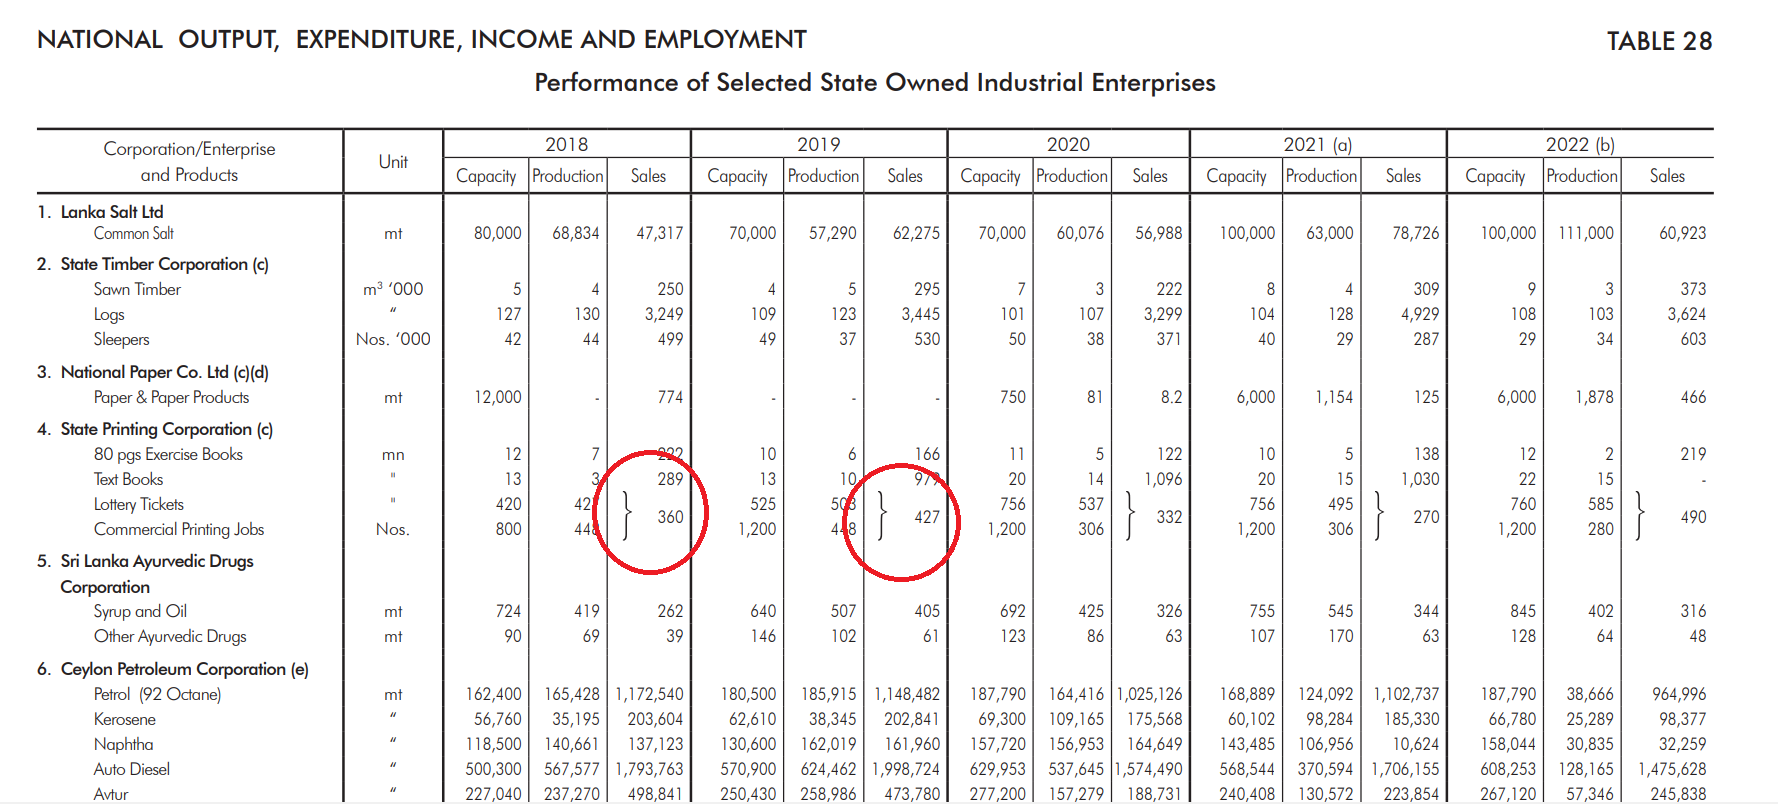 NATIONAL OUTPUT, EXPENDITURE, INCOME AND EMPLOYMENT TABLE 28
Performance of Selected State Owned Industrial Enterprises
Corporation/Enterprise and Products Unit 2018 2019 2020 2021 (a) 2022 (b)
Capacity Production Sales Capacity Production Sales Capacity Production Sales Capacity Production Sales Capacity Production Sales
1. Lanka Salt Ltd
Common Salt mt 80,000 68,834 47,317 70,000 57,290 62,275 70,000 60,076 56,988 100,000 63,000 78,726 100,000 111,000 60,923
2. State Timber Corporation (c)
Sawn Timber m³ ‘000 5 4 250 4 5 295 7 3 222 8 4 309 9 3 373
Logs “ 127 130 3,249 109 123 3,445 101 107 3,299 104 128 4,929 108 103 3,624
Sleepers Nos. ‘000 42 44 499 49 37 530 50 38 371 40 29 287 29 34 603
3. National Paper Co. Ltd (c)(d)
Paper & Paper Products mt 12,000 - 774 - - - 750 81 8.2 6,000 1,154 125 6,000 1,878 466
4. State Printing Corporation (c)
80 pgs Exercise Books mn 12 7 222 10 6 166 11 5 122 10 5 138 12 2 219
Text Books " 13 3 289 13 10 20 14 1,096 20 15 1,030 22 15 -
Lottery Tickets " 420 525 503 756 537 756 495 760 585
} 360 } 427 } 332 } 270 } 490
Commercial Printing Jobs Nos. 800 1,200 448 1,200 306 1,200 306 1,200 280
5. Sri Lanka Ayurvedic Drugs
Corporation
Syrup and Oil mt 724 419 262 640 507 405 692 425 326 755 545 344 845 402 316
Other Ayurvedic Drugs mt 90 69 39 146 102 61 123 86 63 107 170 63 128 64 48
6. Ceylon Petroleum Corporation (e)
Petrol (92 Octane) mt 162,400 165,428 1,172,540 180,500 185,915 1,148,482 187,790 164,416 1,025,126 168,889 124,092 1,102,737 187,790 38,666 964,996
Kerosene “ 56,760 35,195 203,604 62,610 38,345 202,841 69,300 109,165 175,568 60,102 98,284 185,330 66,780 25,289 98,377
Naphtha “ 118,500 140,661 137,123 130,600 162,019 161,960 157,720 156,953 164,649 143,485 106,956 10,624 158,044 30,835 32,259
Auto Diesel “ 500,300 567,577 1,793,763 570,900 624,462 1,998,724 629,953 537,645 1,574,490 568,544 370,594 1,706,155 608,253 128,165 1,475,628
Avtur “ 227,040 237,270 498,841 250,430 258,986 473,780 277,200 157,279 188,731 240,408 130,572 223,854 267,120 57,346 245,838